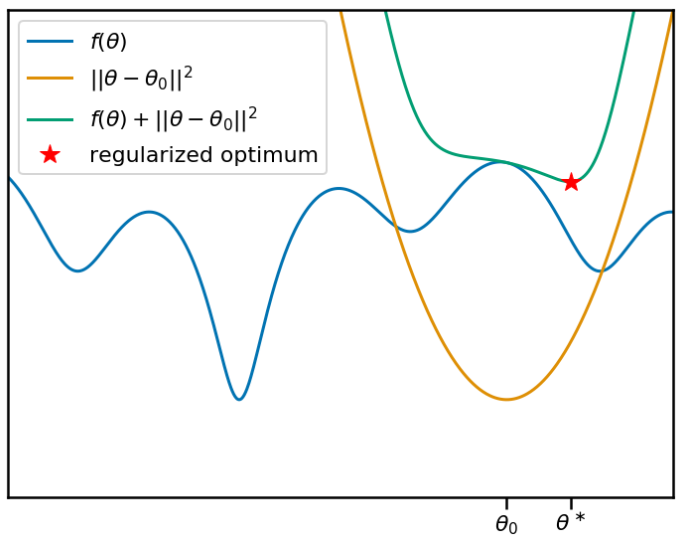 f(θ)
||θ − θ₀||²
f(θ) + ||θ − θ₀||²
regularized optimum
θ₀ θ*